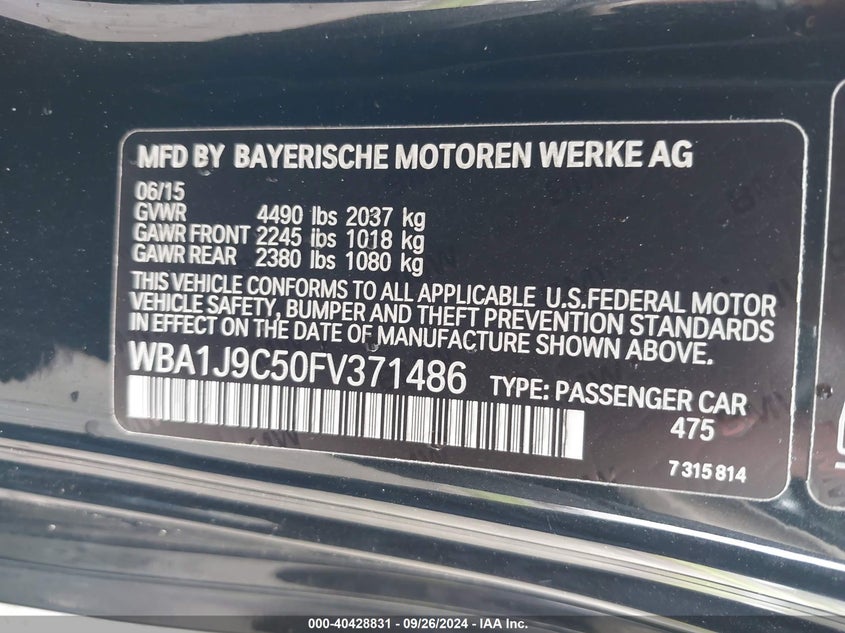 MFD BY BAYERISCHE MOTOREN WERKE AG
06/15
GVWR 4490 lbs 2037 kg
GAWR FRONT 2245 lbs 1018 kg
GAWR REAR 2380 lbs 1080 kg
THIS VEHICLE CONFORMS TO ALL APPLICABLE U.S.FEDERAL MOTOR
VEHICLE SAFETY, BUMPER AND THEFT PREVENTION STANDARDS
IN EFFECT ON THE DATE OF MANUFACTURE SHOWN ABOVE.
WBA1J9C50FV371486 TYPE: PASSENGER CAR
475
7 315 814
000-40428831 - 09/26/2024 - IAA Inc.